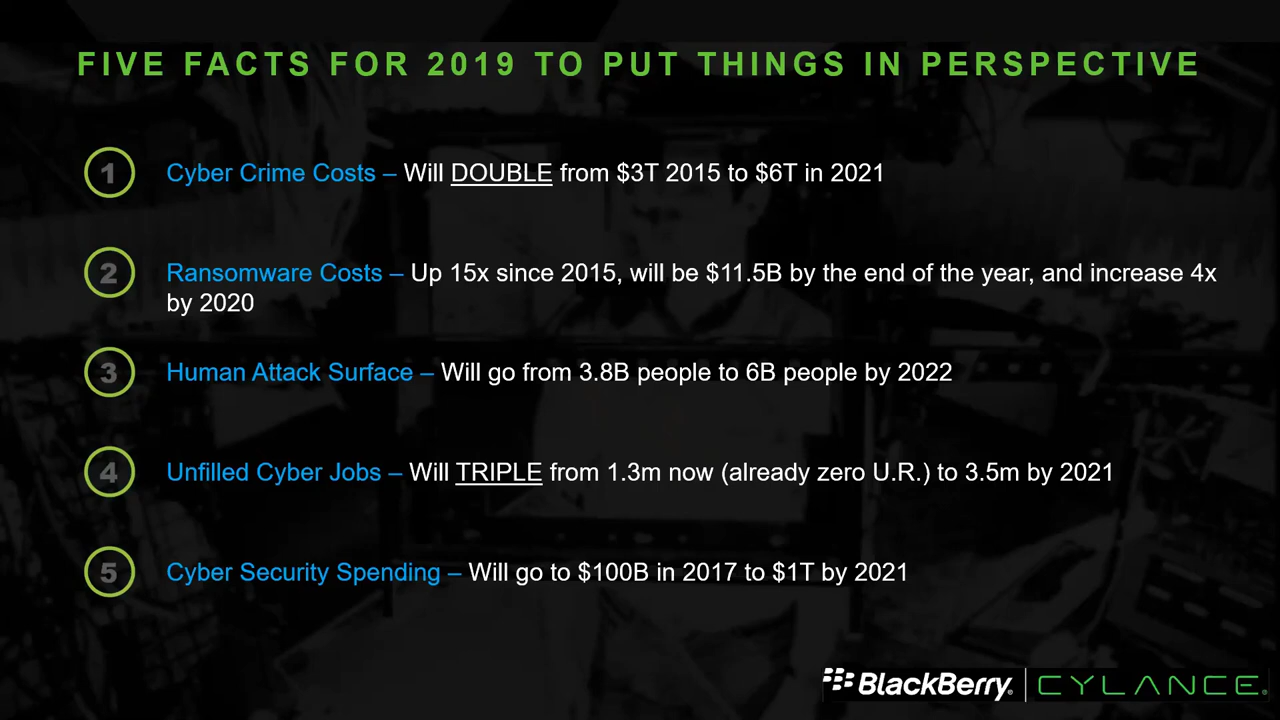 FIVE FACTS FOR 2019 TO PUT THINGS IN PERSPECTIVE
1 Cyber Crime Costs – Will DOUBLE from $3T 2015 to $6T in 2021
2 Ransomware Costs – Up 15x since 2015, will be $11.5B by the end of the year, and increase 4x
by 2020
3 Human Attack Surface – Will go from 3.8B people to 6B people by 2022
4 Unfilled Cyber Jobs – Will TRIPLE from 1.3m now (already zero U.R.) to 3.5m by 2021
5 Cyber Security Spending – Will go to $100B in 2017 to $1T by 2021
BlackBerry. | CYLANCE.